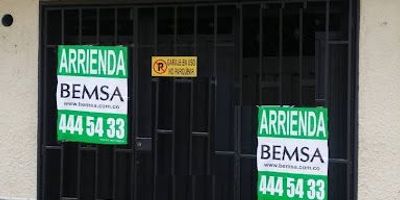 ARRIENDA
BEMSA
www.bemsa.com.co
444 54 33
GARAJE EN USO
NO PARQUEAR
ARRIENDA
BEMSA
www.bemsa.com.co
444 54 33